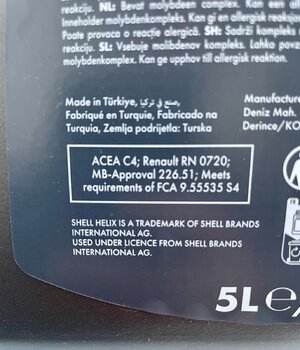 reakciju. NL: Bevat molybdeen complex. Kan een
Inneholder molybdenkompleks. Kan gi en allergisk reaksjon
Poate provoca o reacție alergică. SH: Sadrži kompleks
reakciju. SL: Vsebuje molibdenov kompleks. Lahko povzroči
molybdenkomplex. Kan ge upphov till allergisk reaktion.
Made in Türkiye, صنع في تركيا,
Fabriqué en Turquie, Fabricado na
Turquia, Zemlja podrijetla: Turska
Manufactu
Deniz Mah.
Derince/KO
ACEA C4; Renault RN 0720;
MB-Approval 226.51; Meets
requirements of FCA 9.55535 S4
SHELL HELIX IS A TRADEMARK OF SHELL BRANDS
INTERNATIONAL AG.
USED UNDER LICENCE FROM SHELL BRANDS
INTERNATIONAL AG.
FR
5L e/